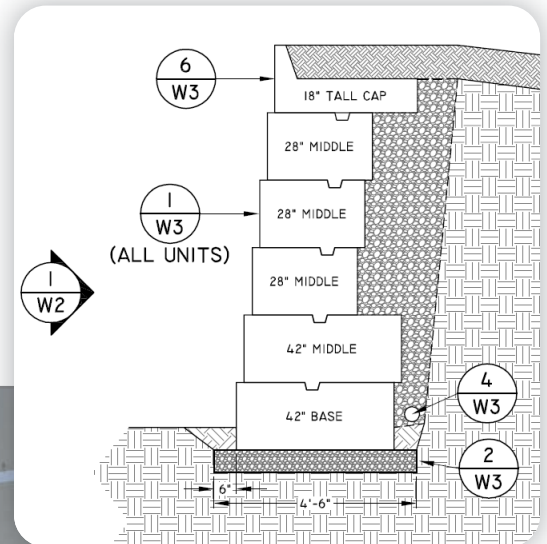 6
W3
18" TALL CAP
28" MIDDLE
1
W3
(ALL UNITS)
28" MIDDLE
1
W2
28" MIDDLE
42" MIDDLE
4
W3
42" BASE
2
W3
6"
4'-6"